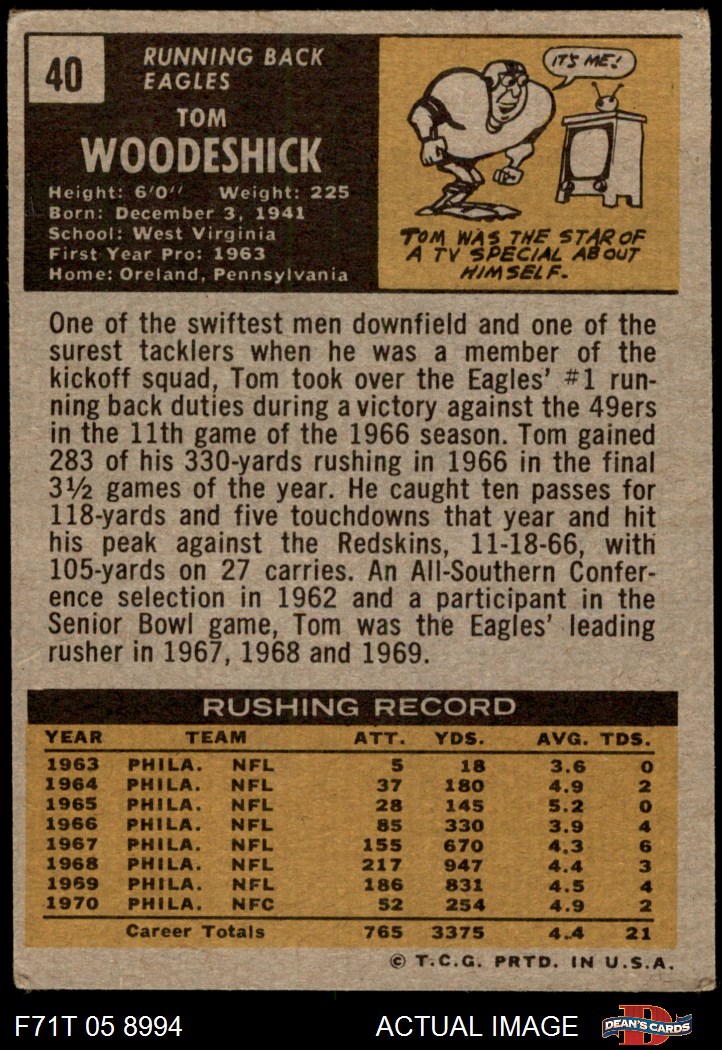 40
RUNNING BACK
EAGLES
TOM
WOODESHICK
Height: 6'0'' Weight: 225
Born: December 3, 1941
School: West Virginia
First Year Pro: 1963
Home: Oreland, Pennsylvania
IT'S ME!
TOM WAS THE STAR OF
A TV SPECIAL ABOUT
HIMSELF.
One of the swiftest men downfield and one of the
surest tacklers when he was a member of the
kickoff squad, Tom took over the Eagles' #1 run-
ning back duties during a victory against the 49ers
in the 11th game of the 1966 season. Tom gained
283 of his 330-yards rushing in 1966 in the final
3½ games of the year. He caught ten passes for
118-yards and five touchdowns that year and hit
his peak against the Redskins, 11-18-66, with
105-yards on 27 carries. An All-Southern Confer-
ence selection in 1962 and a participant in the
Senior Bowl game, Tom was the Eagles' leading
rusher in 1967, 1968 and 1969.
RUSHING RECORD
YEAR TEAM ATT. YDS. AVG. TDS.
1963 PHILA. NFL 5 18 3.6 0
1964 PHILA. NFL 37 180 4.9 2
1965 PHILA. NFL 28 145 5.2 0
1966 PHILA. NFL 85 330 3.9 4
1967 PHILA. NFL 155 670 4.3 6
1968 PHILA. NFL 217 947 4.4 3
1969 PHILA. NFL 186 831 4.5 4
1970 PHILA. NFC 52 254 4.9 2
Career Totals 765 3375 4.4 21
© T.C.G. PRTD. IN U.S.A.
F71T 05 8994 ACTUAL IMAGE D DEAN'S CARDS